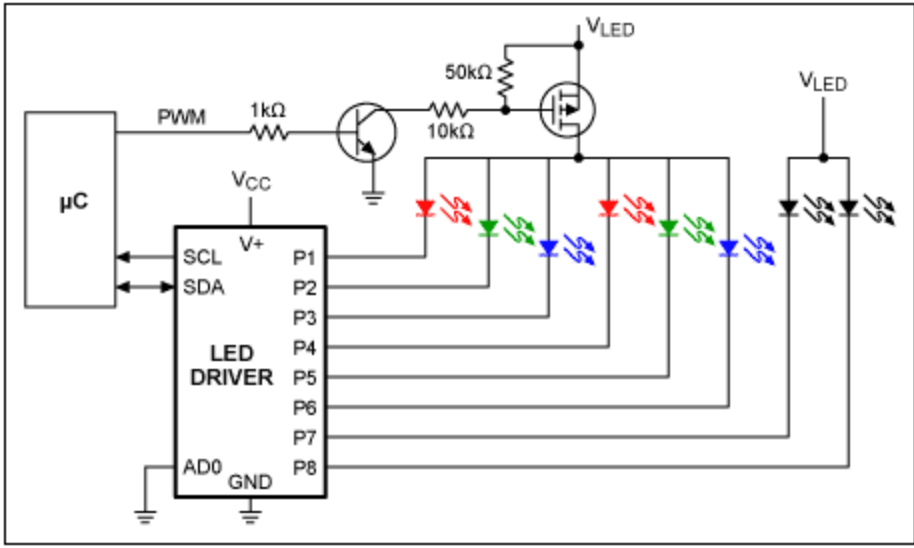 VLED
50kΩ
VLED
PWM
1kΩ
10kΩ
µC
VCC
V+
SCL
P1
SDA
P2
P3
LED
DRIVER
P4
P5
P6
P7
AD0
P8
GND